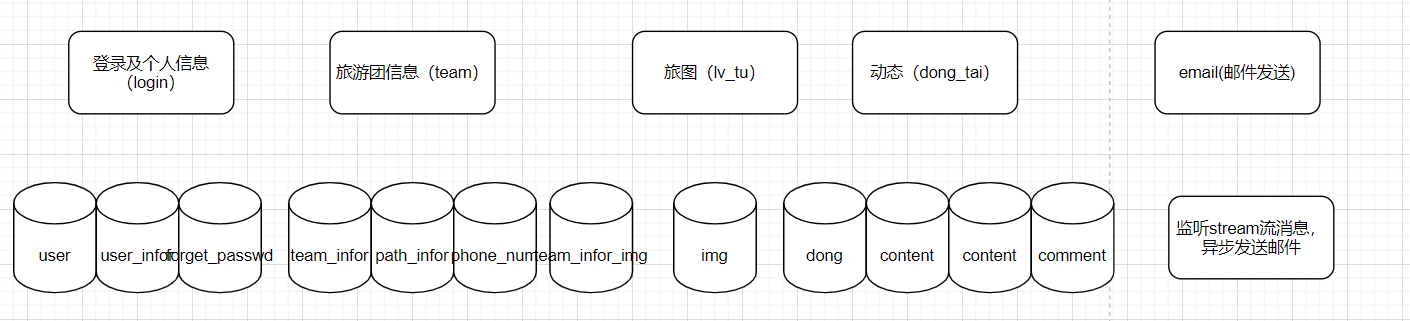 登录及个人信息
（login）
旅游团信息（team）
旅图（lv_tu）
动态（dong_tai）
email(邮件发送)
user
user_infor
forget_passwd
team_infor
path_infor
phone_num
team_infor_img
img
dong
content
content
comment
监听stream流消息，
异步发送邮件